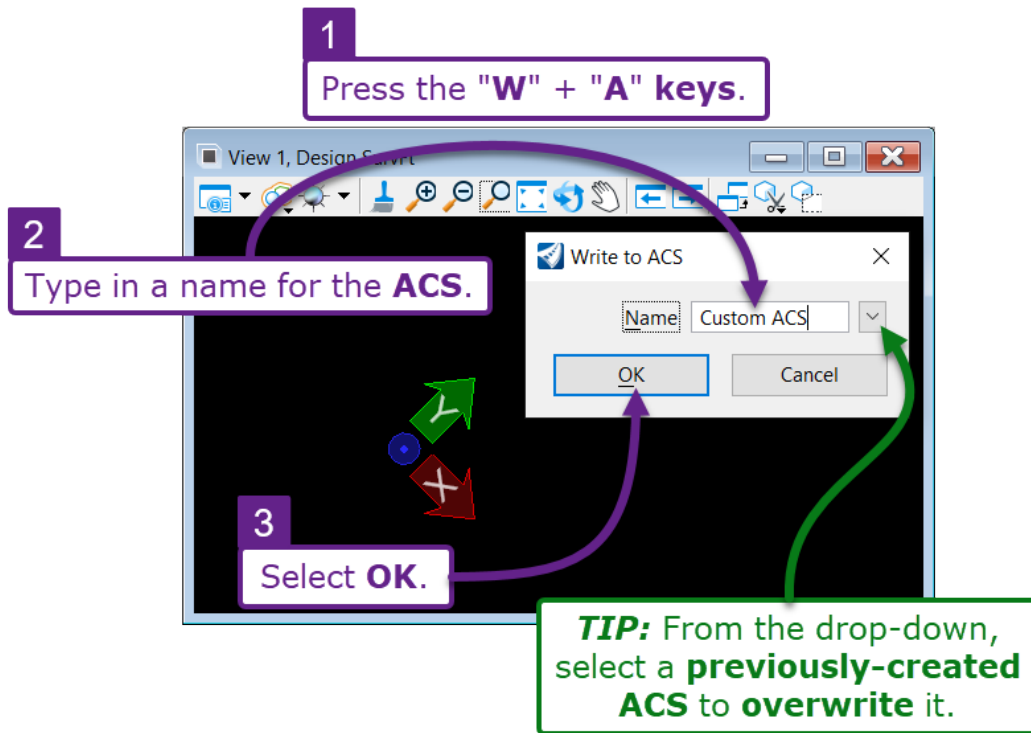 1
Press the "W" + "A" keys.
View 1, Design
2
Type in a name for the ACS.
Write to ACS
Name Custom ACS
OK Cancel
Y
X
3
Select OK.
TIP: From the drop-down,
select a previously-created
ACS to overwrite it.